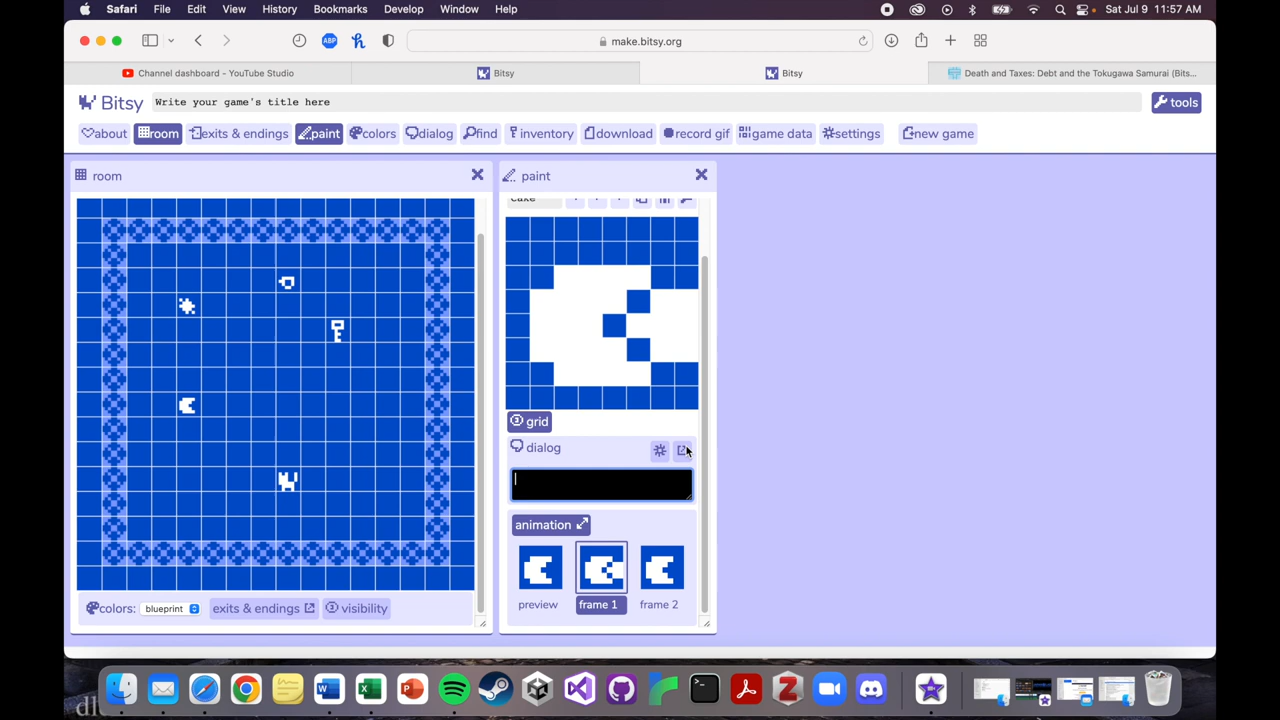 Safari File Edit View History Bookmarks Develop Window Help Sat Jul 9 11:57 AM
ABP make.bitsy.org
Channel dashboard - YouTube Studio Bitsy Bitsy Death and Taxes: Debt and the Tokugawa Samurai (Bits...
Bitsy Write your game's title here tools
about room exits & endings paint colors dialog find inventory download record gif game data settings new game
room paint
grid
dialog
animation
preview frame 1 frame 2
colors: blueprint exits & endings visibility